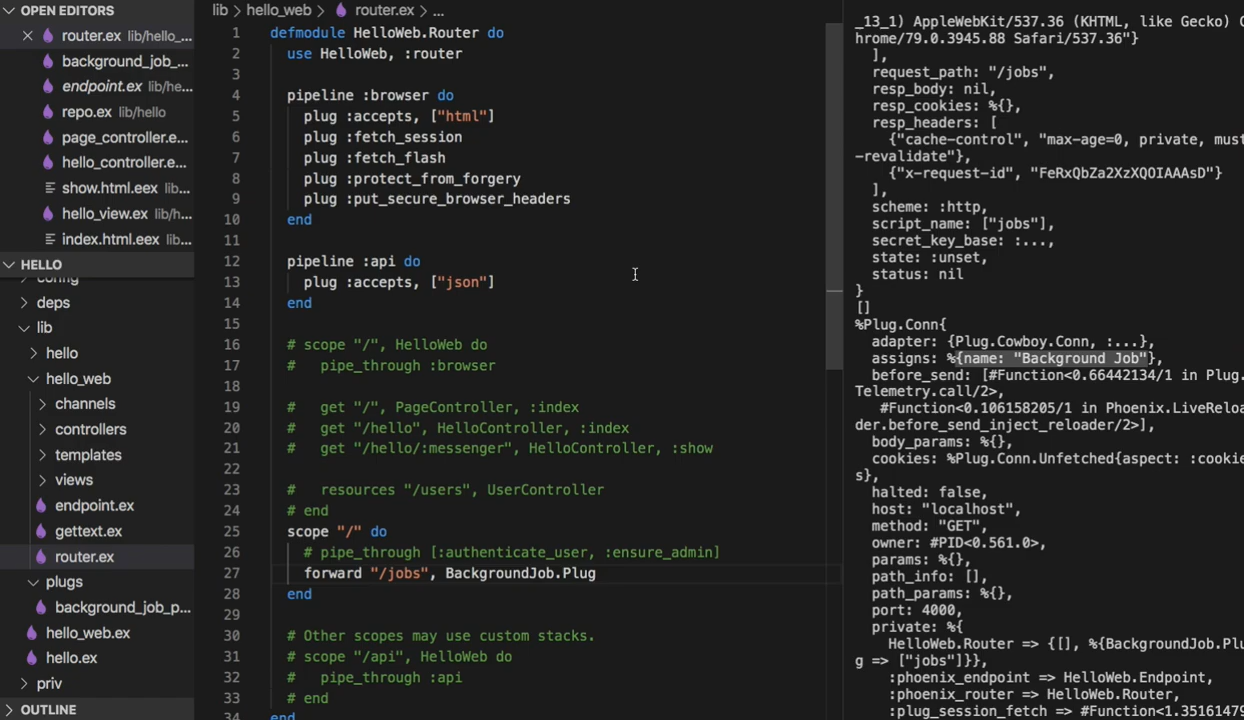 OPEN EDITORS
router.ex lib/hello_...
background_job_...
endpoint.ex lib/he...
repo.ex lib/hello
page_controller.e...
hello_controller.e...
show.html.eex lib...
hello_view.ex lib/h...
index.html.eex lib...
HELLO
config
deps
lib
hello
hello_web
channels
controllers
templates
views
endpoint.ex
gettext.ex
router.ex
plugs
background_job_p...
hello_web.ex
hello.ex
priv
OUTLINE
lib > hello_web > router.ex > ...
1 defmodule HelloWeb.Router do
2 use HelloWeb, :router
3
4 pipeline :browser do
5 plug :accepts, ["html"]
6 plug :fetch_session
7 plug :fetch_flash
8 plug :protect_from_forgery
9 plug :put_secure_browser_headers
10 end
11
12 pipeline :api do
13 plug :accepts, ["json"]
14 end
15
16 # scope "/", HelloWeb do
17 #   pipe_through :browser
18
19 #   get "/", PageController, :index
20 #   get "/hello", HelloController, :index
21 #   get "/hello/:messenger", HelloController, :show
22
23 #   resources "/users", UserController
24 # end
25 scope "/" do
26 # pipe_through [:authenticate_user, :ensure_admin]
27 forward "/jobs", BackgroundJob.Plug
28 end
29
30 # Other scopes may use custom stacks.
31 # scope "/api", HelloWeb do
32 #   pipe_through :api
33 # end
34 end
_13_1) AppleWebKit/537.36 (KHTML, like Gecko) C
hrome/79.0.3945.88 Safari/537.36"}
],
request_path: "/jobs",
resp_body: nil,
resp_cookies: %{},
resp_headers: [
{"cache-control", "max-age=0, private, must
-revalidate"},
{"x-request-id", "FeRxQbZa2XzXQOIAAAsD"}
],
scheme: :http,
script_name: ["jobs"],
secret_key_base: :...,
state: :unset,
status: nil
}
[]
%Plug.Conn{
adapter: {Plug.Cowboy.Conn, :...},
assigns: %{name: "Background Job"},
before_send: [#Function<0.66442134/1 in Plug.
Telemetry.call/2>,
#Function<0.106158205/1 in Phoenix.LiveReloa
der.before_send_inject_reloader/2>],
body_params: %{},
cookies: %Plug.Conn.Unfetched{aspect: :cookie
s},
halted: false,
host: "localhost",
method: "GET",
owner: #PID<0.561.0>,
params: %{},
path_info: [],
path_params: %{},
port: 4000,
private: %{
HelloWeb.Router => {[], %{BackgroundJob.Plu
g => ["jobs"]}},
:phoenix_endpoint => HelloWeb.Endpoint,
:phoenix_router => HelloWeb.Router,
:plug_session_fetch => #Function<1.35161479